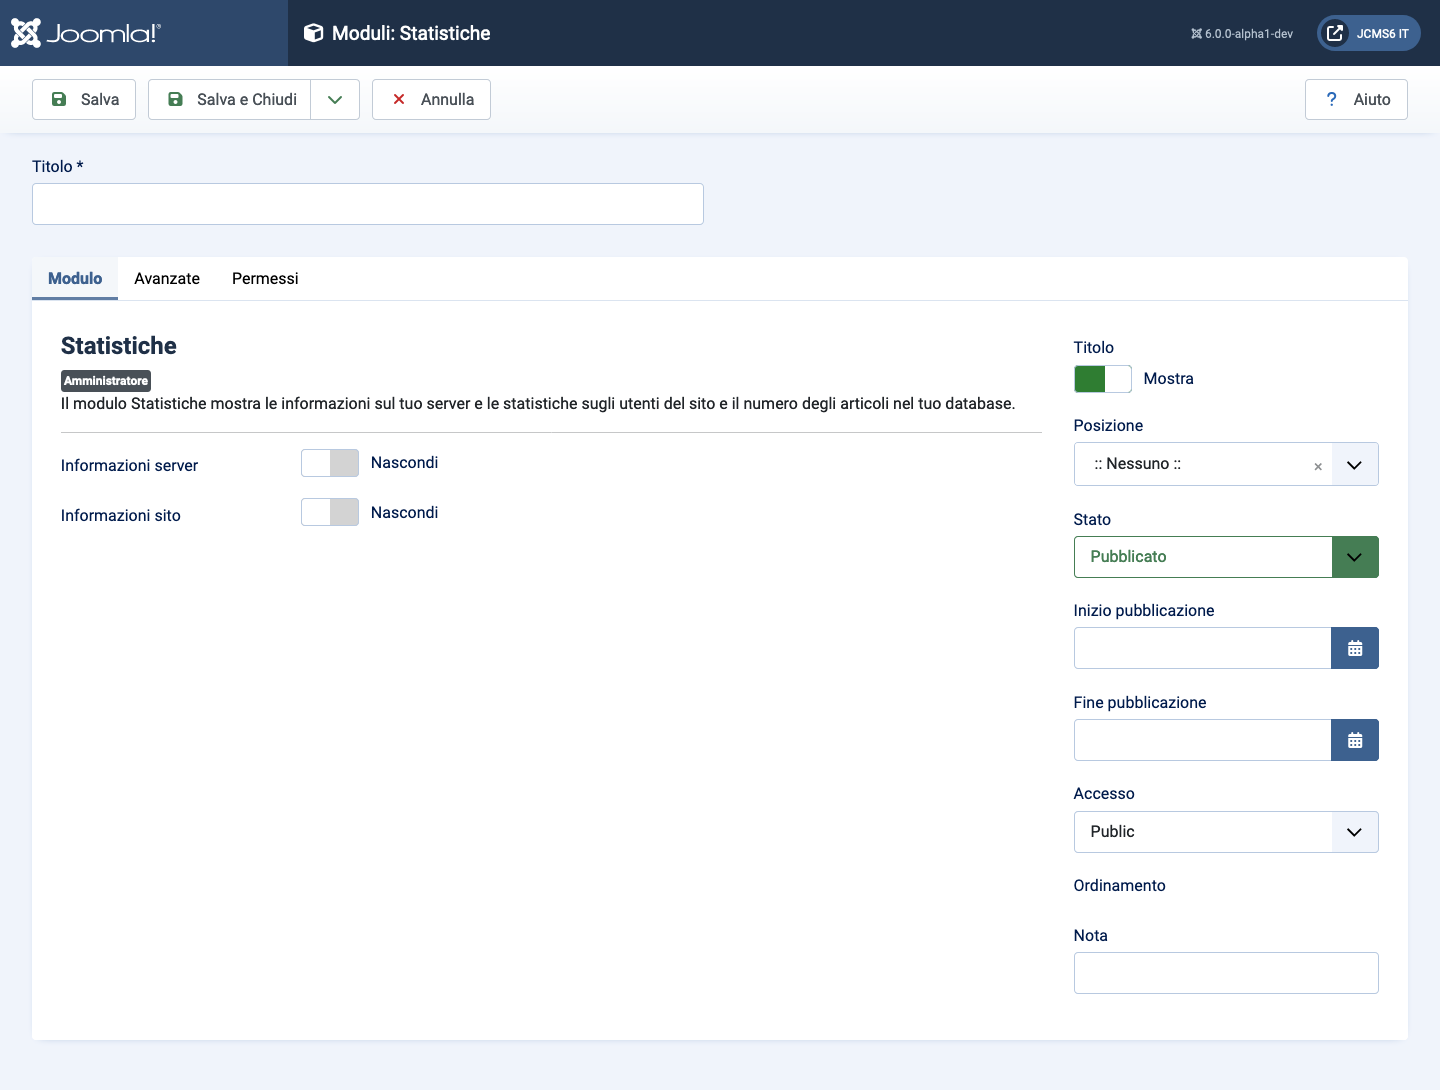 Joomla!®
Moduli: Statistiche
6.0.0-alpha1-dev
JCMS6 IT
Salva
Salva e Chiudi
Annulla
? Aiuto
Titolo *
Modulo
Avanzate
Permessi
Statistiche
Amministratore
Il modulo Statistiche mostra le informazioni sul tuo server e le statistiche sugli utenti del sito e il numero degli articoli nel tuo database.
Informazioni server
Nascondi
Informazioni sito
Nascondi
Titolo
Mostra
Posizione
:: Nessuno ::
×
Stato
Pubblicato
Inizio pubblicazione
Fine pubblicazione
Accesso
Public
Ordinamento
Nota